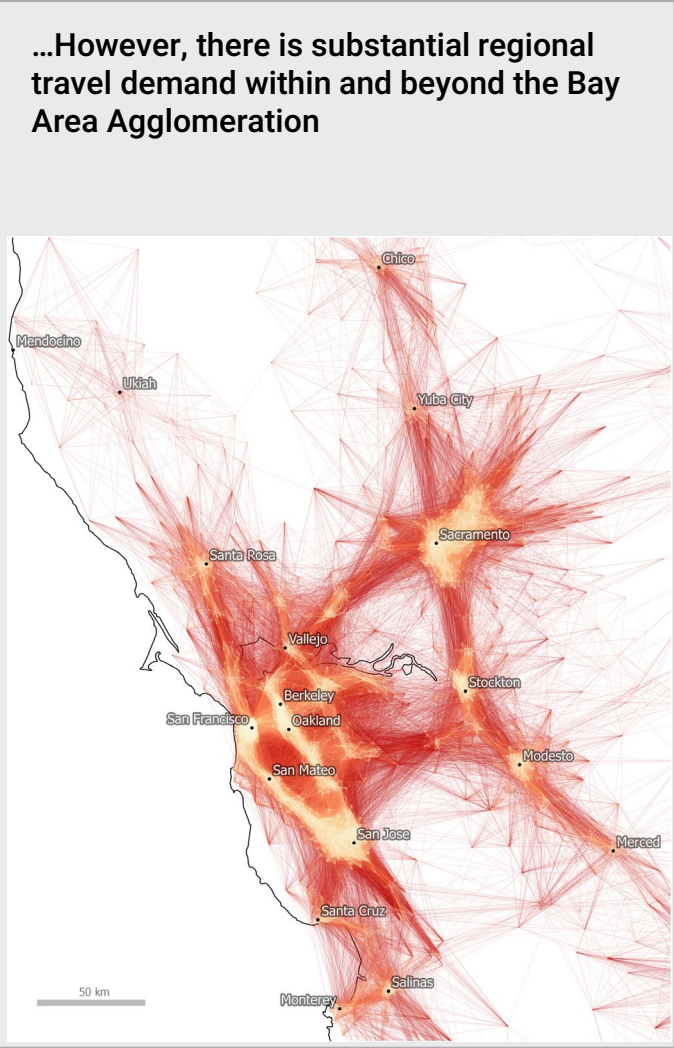 …However, there is substantial regional
travel demand within and beyond the Bay
Area Agglomeration
Chico
Mendocino
Ukiah
Yuba City
Sacramento
Santa Rosa
Vallejo
Stockton
Berkeley
San Francisco
Oakland
Modesto
San Mateo
San Jose
Merced
Santa Cruz
Salinas
50 km
Monterey